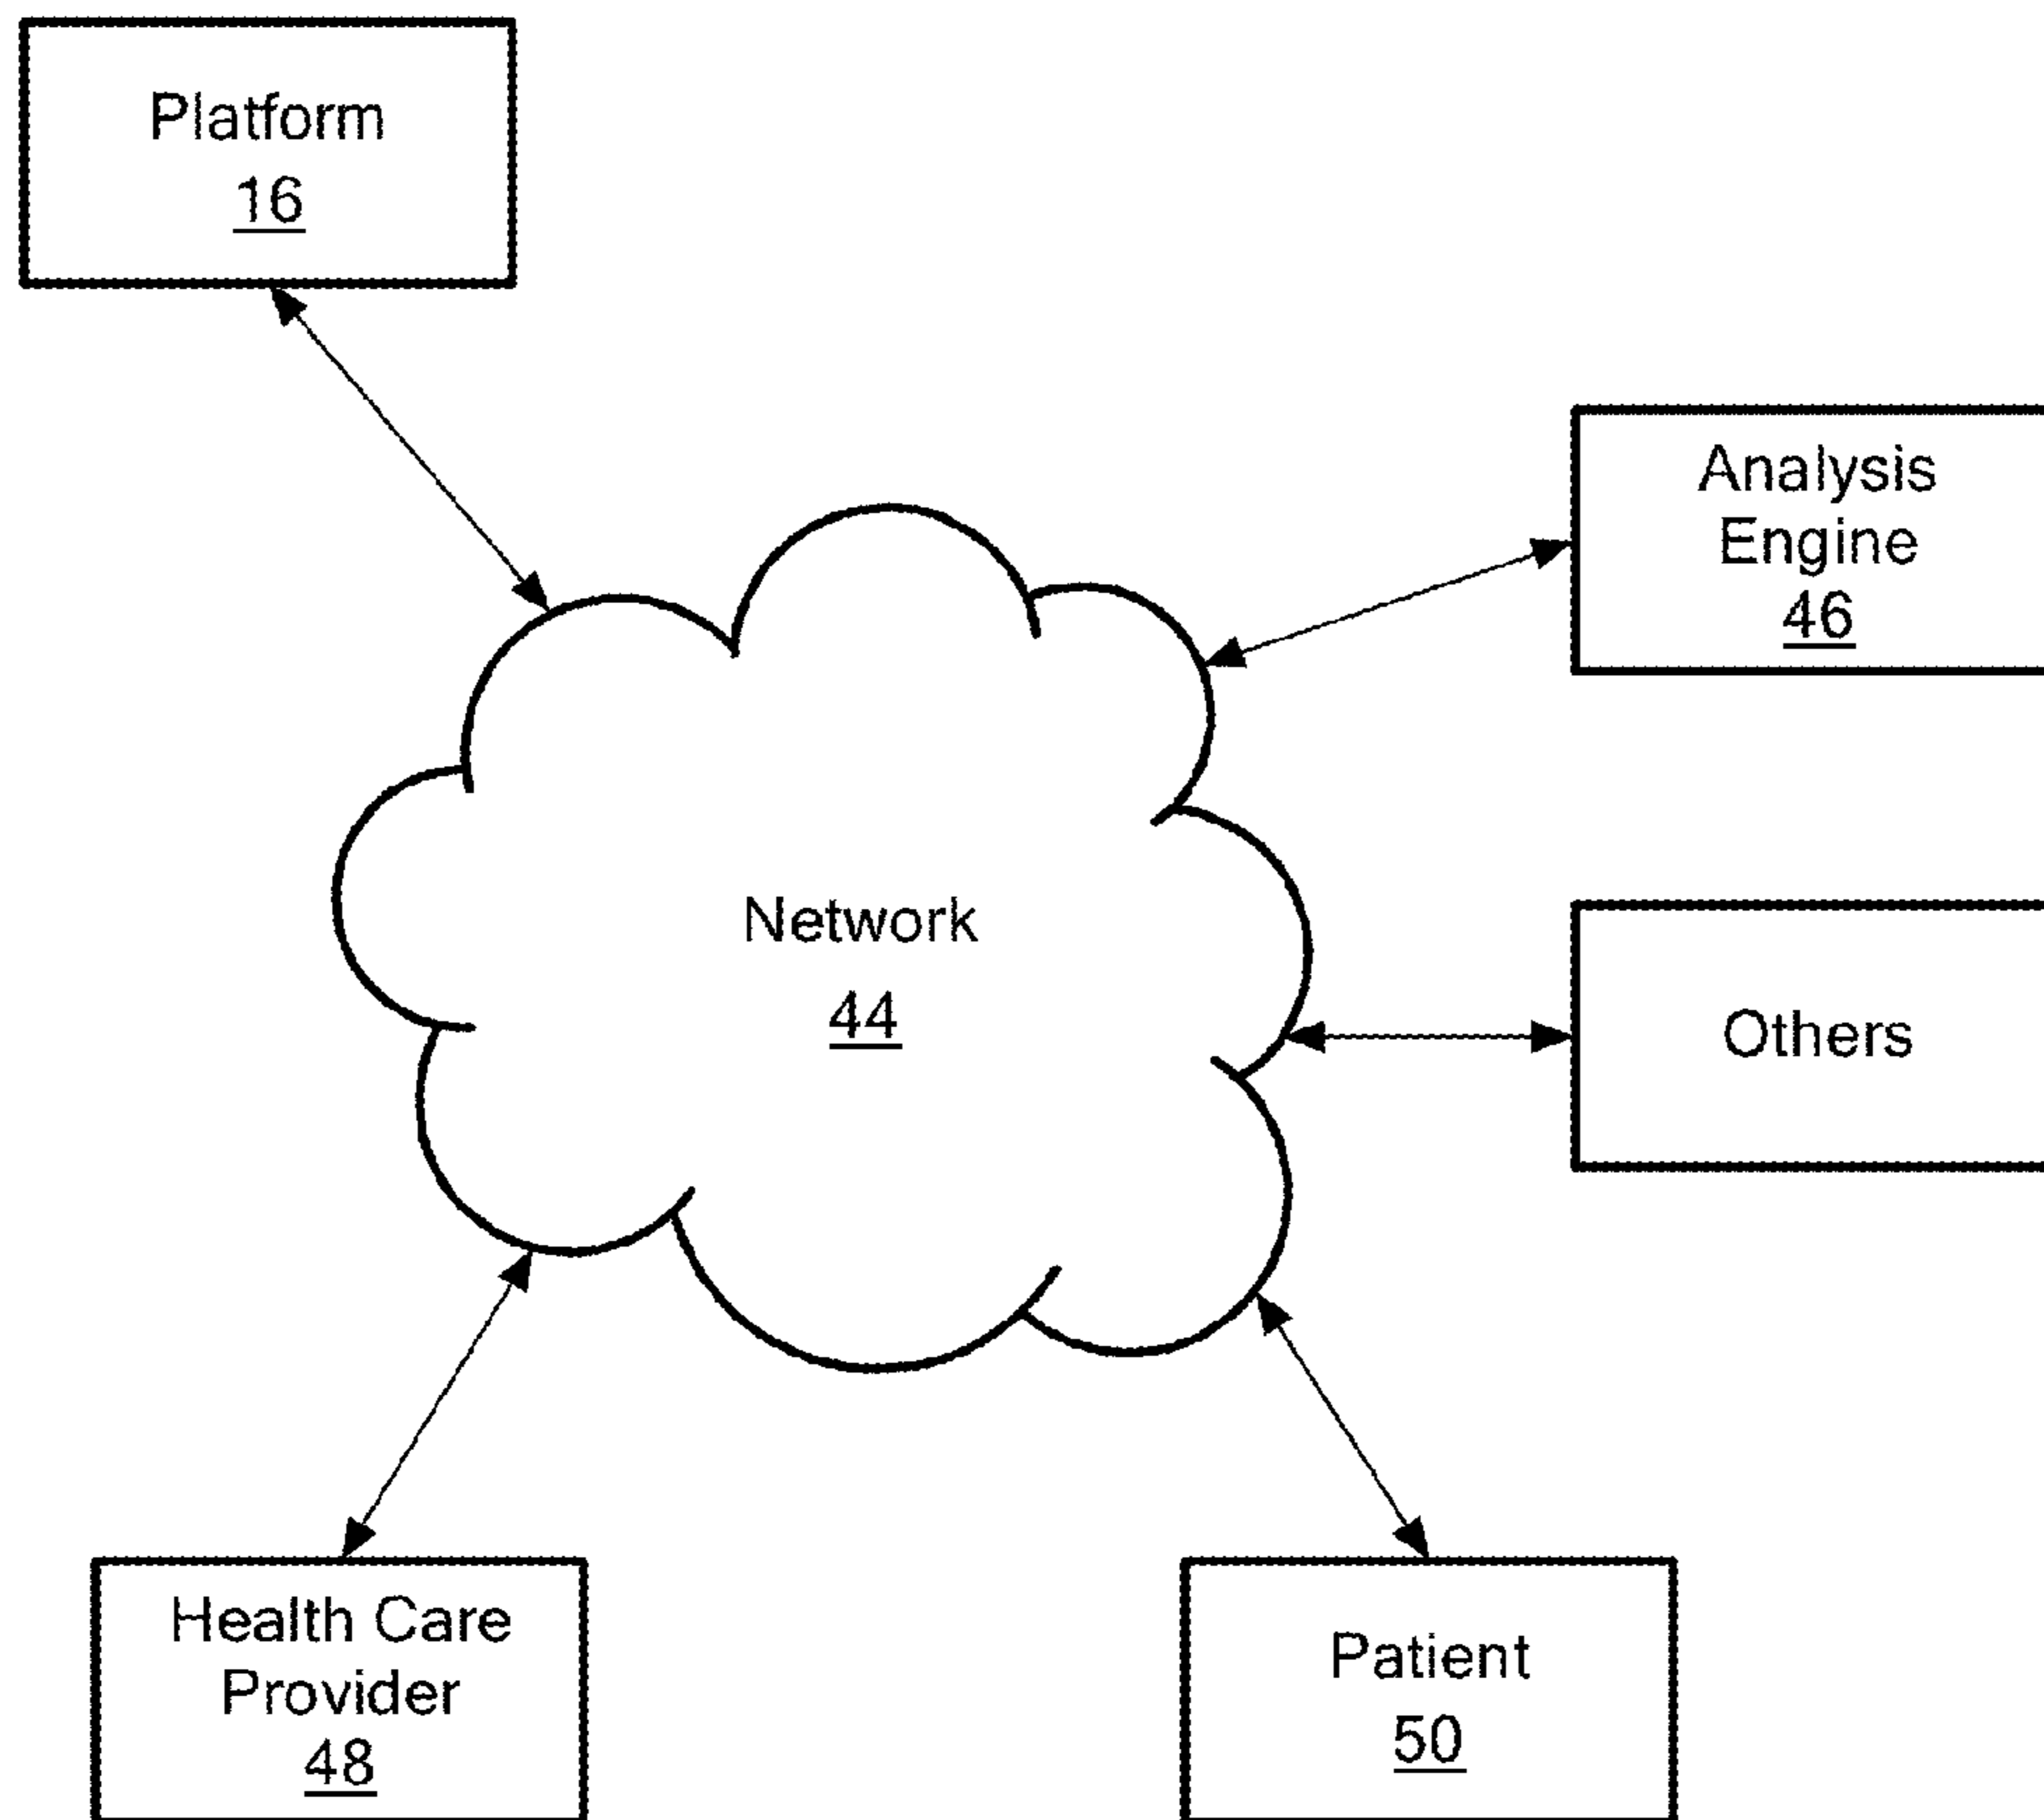 Platform
16
Analysis
Engine
46
Network
44
Others
Health Care
Provider
48
Patient
50